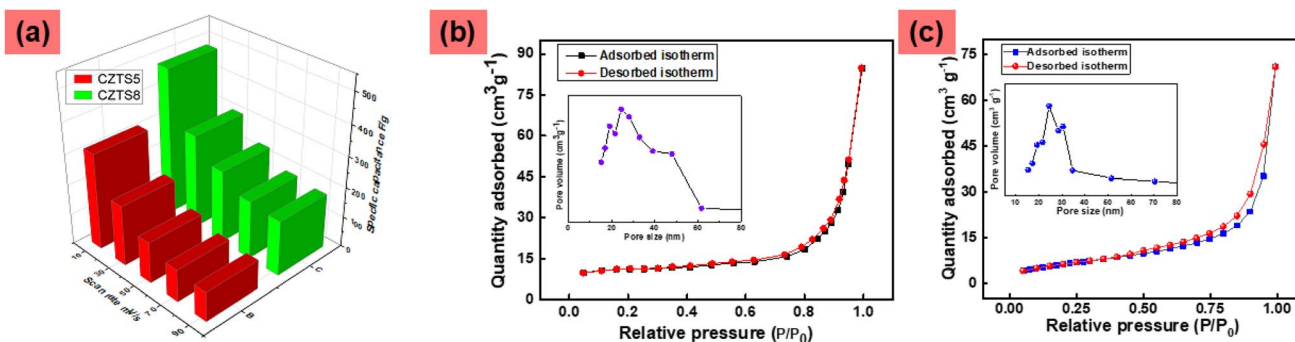 (a)
CZTS5
CZTS8
500
400
300
200
100
0
Specific capacitance F/g
10
30
50
70
90
Scan rate mV/s
B
C
(b)
Adsorbed isotherm
Desorbed isotherm
Quantity adsorbed (cm³g-1)
90
75
60
45
30
15
0
Pore volume (cm³g-1)
0 10 20 30 40 50 60 70 80
Pore size (nm)
0.0 0.2 0.4 0.6 0.8 1.0
Relative pressure (P/P₀)
(c)
Adsorbed isotherm
Desorbed isotherm
Quantity adsorbed (cm³ g⁻¹)
75
60
45
30
15
0
Pore volume (cm³ g⁻¹)
10 20 30 40 50 60 70 80
Pore size (nm)
0.00 0.25 0.50 0.75 1.00
Relative pressure (P/P₀)